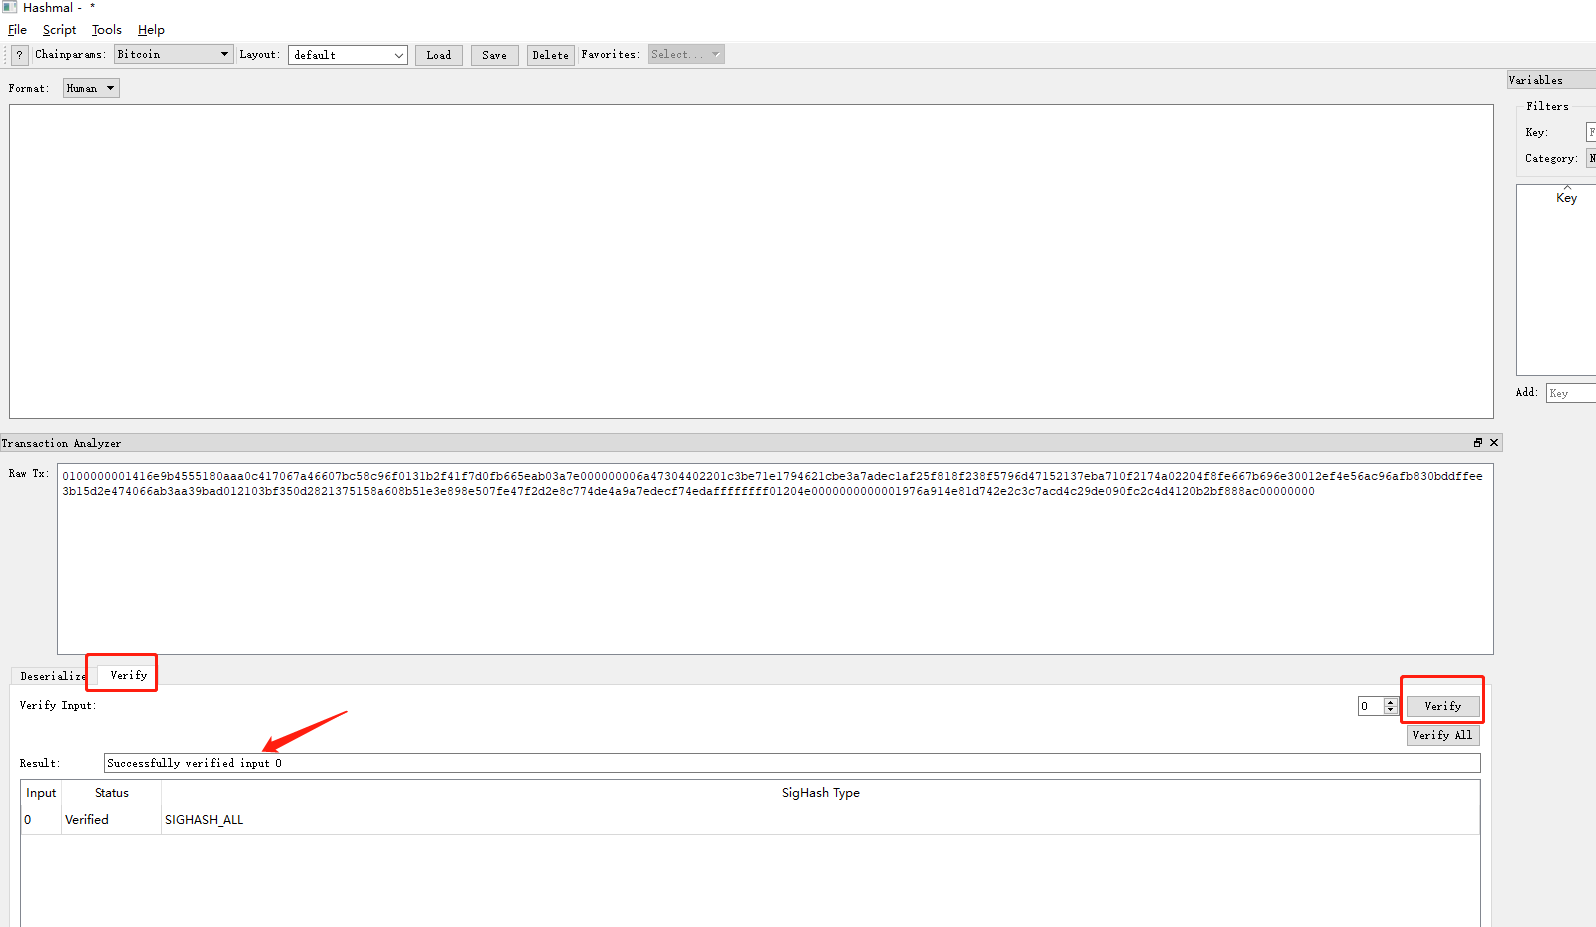 Hashmal - *
File Script Tools Help
? Chainparams: Bitcoin Layout: default Load Save Delete Favorites: Select...
Format: Human
Variables
Filters
Key: F
Category: N
Key
Add: Key
Transaction Analyzer
Raw Tx: 0100000001416e9b4555180aaa0c417067a46607bc58c96f0131b2f41f7d0fb665eab03a7e000000006a47304402201c3be71e1794621cbe3a7adec1af25f818f238f5796d47152137eba710f2174a02204f8fe667b696e30012ef4e56ac96afb830bddffee
3b15d2e474066ab3aa39bad012103bf350d2821375158a608b51e3e898e507fe47f2d2e8c774de4a9a7edecf74edaffffffff01204e0000000000001976a914e81d742e2c3c7acd4c29de090fc2c4d4120b2bf888ac00000000
Deserialize Verify
Verify Input: 0 Verify
Verify All
Result: Successfully verified input 0
Input Status SigHash Type
0 Verified SIGHASH_ALL